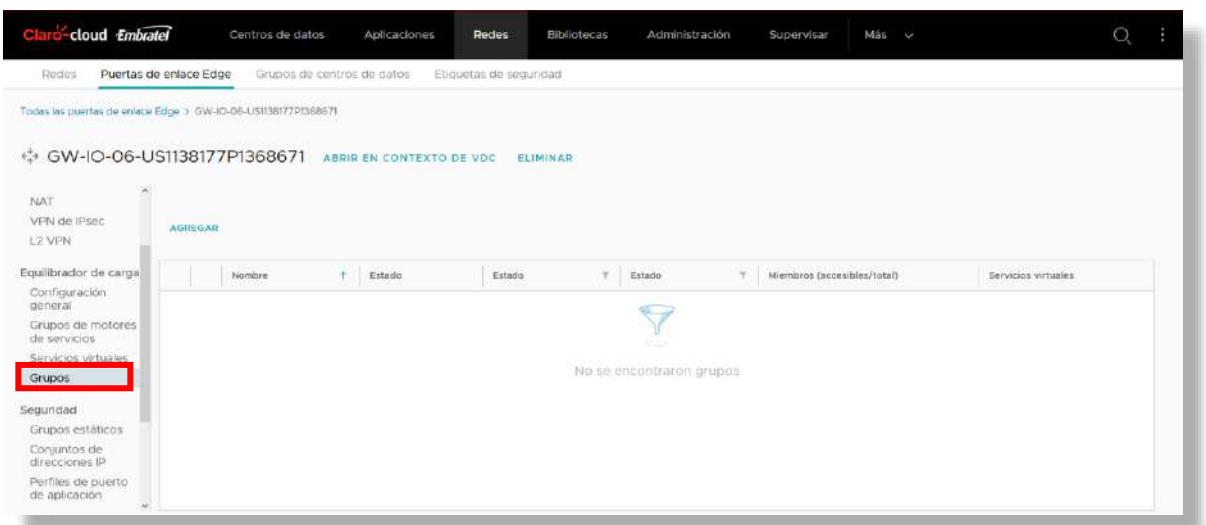 Claro-cloud Embratel
Centros de datos Aplicaciones Redes Bibliotecas Administración Supervisar Más
Redes Puertas de enlace Edge Grupos de centros de datos Etiquetas de seguridad
Todas las puertas de enlace Edge > GW-IO-06-US1138177P1368671
GW-IO-06-US1138177P1368671 ABRIR EN CONTEXTO DE VDC ELIMINAR
NAT
VPN de IPsec
L2 VPN
Equilibrador de carga
Configuración
general
Grupos de motores
de servicios
Servicios virtuales
Grupos
Seguridad
Grupos estáticos
Conjuntos de
direcciones IP
Perfiles de puerto
de aplicación
AGREGAR
Nombre Estado Estado Estado Miembros (accesibles/total) Servicios virtuales
No se encontraron grupos